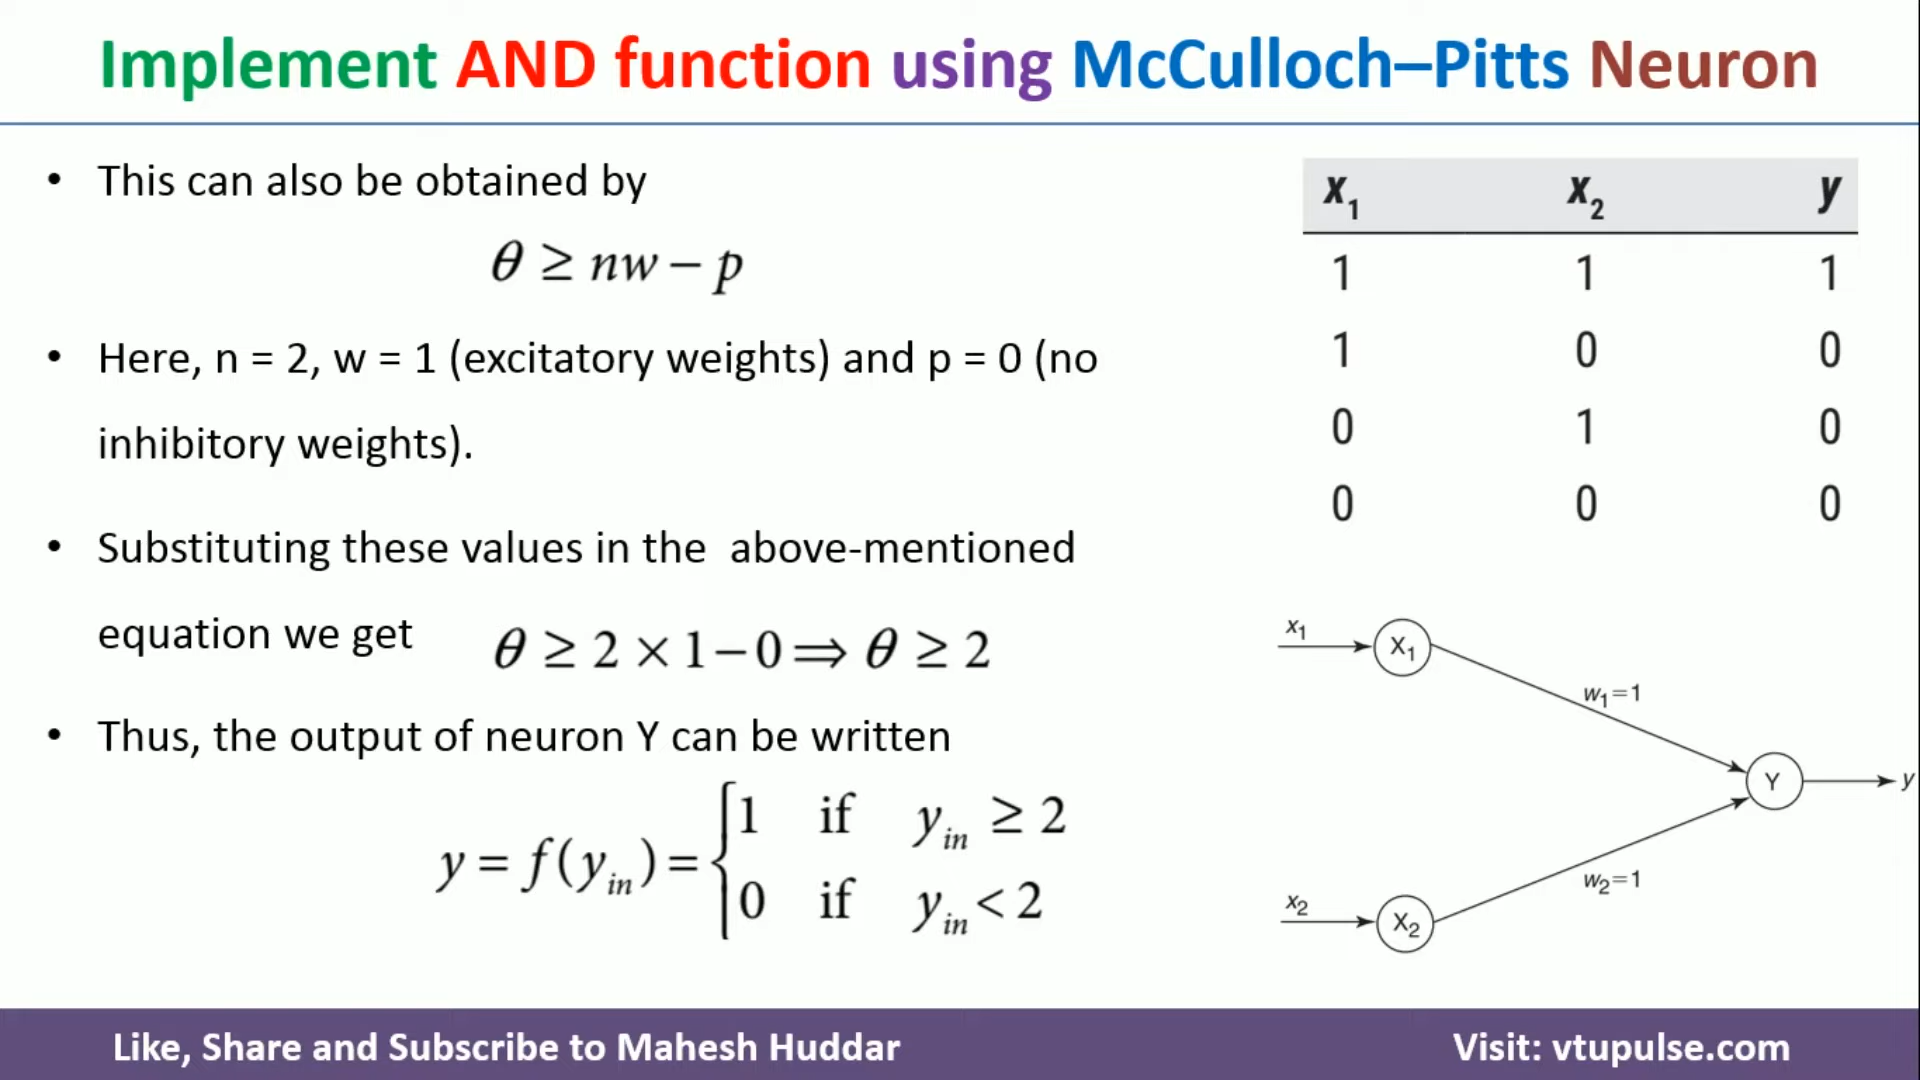 Implement AND function using McCulloch–Pitts Neuron
• This can also be obtained by
θ ≥ nw − p
• Here, n = 2, w = 1 (excitatory weights) and p = 0 (no
inhibitory weights).
• Substituting these values in the above-mentioned
equation we get θ ≥ 2 × 1 − 0 ⇒ θ ≥ 2
• Thus, the output of neuron Y can be written
y = f(y_in) = { 1 if y_in ≥ 2
0 if y_in < 2
x₁ x₂ y
1 1 1
1 0 0
0 1 0
0 0 0
x₁ X₁
w₁=1
Y y
w₂=1
x₂ X₂
Like, Share and Subscribe to Mahesh Huddar Visit: vtupulse.com